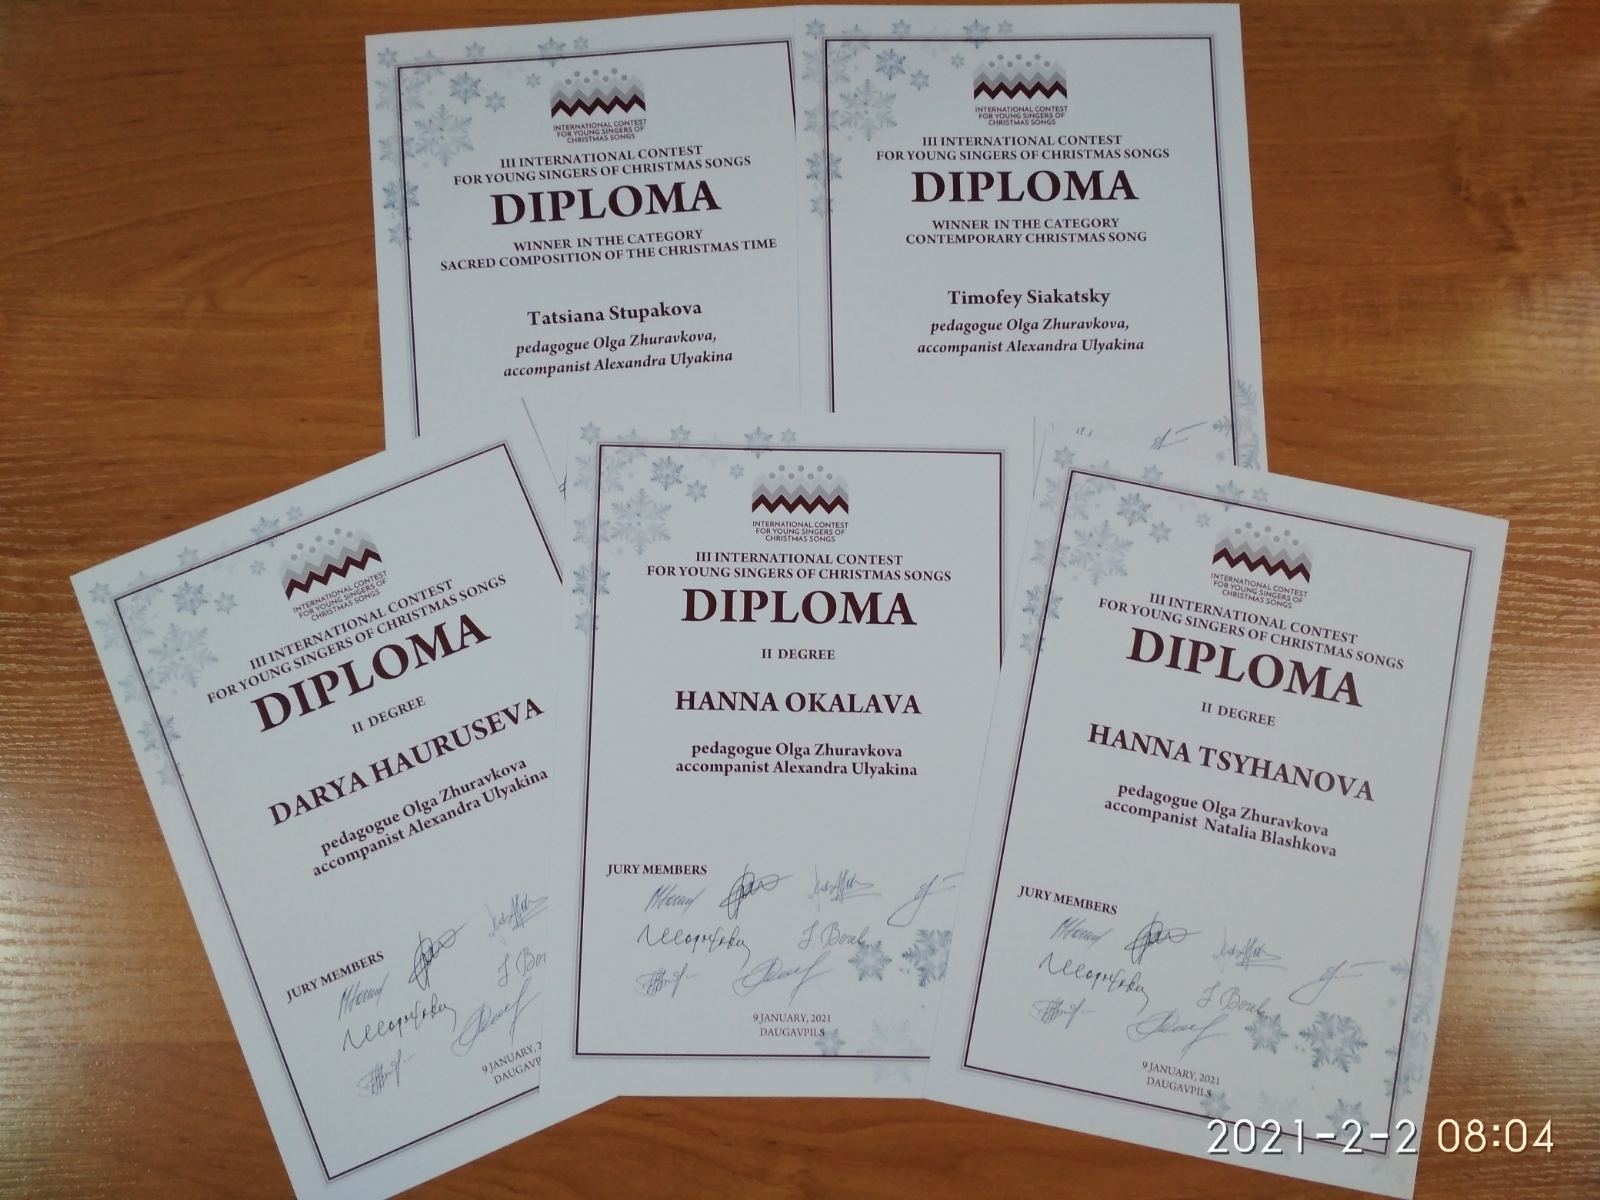 INTERNATIONAL CONTEST
FOR YOUNG SINGERS OF
CHRISTMAS SONGS
III INTERNATIONAL CONTEST
FOR YOUNG SINGERS OF CHRISTMAS SONGS
DIPLOMA
WINNER IN THE CATEGORY
SACRED COMPOSITION OF THE CHRISTMAS TIME
Tatsiana Stupakova
pedagogue Olga Zhuravkova,
accompanist Alexandra Ulyakina
INTERNATIONAL CONTEST
FOR YOUNG SINGERS OF
CHRISTMAS SONGS
III INTERNATIONAL CONTEST
FOR YOUNG SINGERS OF CHRISTMAS SONGS
DIPLOMA
WINNER IN THE CATEGORY
CONTEMPORARY CHRISTMAS SONG
Timofey Siakatsky
pedagogue Olga Zhuravkova,
accompanist Alexandra Ulyakina
INTERNATIONAL CONTEST
FOR YOUNG SINGERS OF
CHRISTMAS SONGS
III INTERNATIONAL CONTEST
FOR YOUNG SINGERS OF CHRISTMAS SONGS
DIPLOMA
II DEGREE
DARYA HAURUSEVA
pedagogue Olga Zhuravkova
accompanist Alexandra Ulyakina
JURY MEMBERS
9 JANUARY, 2
DAUGAVP
INTERNATIONAL CONTEST
FOR YOUNG SINGERS OF
CHRISTMAS SONGS
III INTERNATIONAL CONTEST
FOR YOUNG SINGERS OF CHRISTMAS SONGS
DIPLOMA
II DEGREE
HANNA OKALAVA
pedagogue Olga Zhuravkova
accompanist Alexandra Ulyakina
JURY MEMBERS
9 JANUARY, 2021
DAUGAVPILS
INTERNATIONAL CONTEST
FOR YOUNG SINGERS OF
CHRISTMAS SONGS
III INTERNATIONAL CONTEST
FOR YOUNG SINGERS OF CHRISTMAS SONGS
DIPLOMA
II DEGREE
HANNA TSYHANOVA
pedagogue Olga Zhuravkova
accompanist Natalia Blashkova
JURY MEMBERS
9 JANUARY, 2021
DAUGAVPILS
2021-2-2 08:04